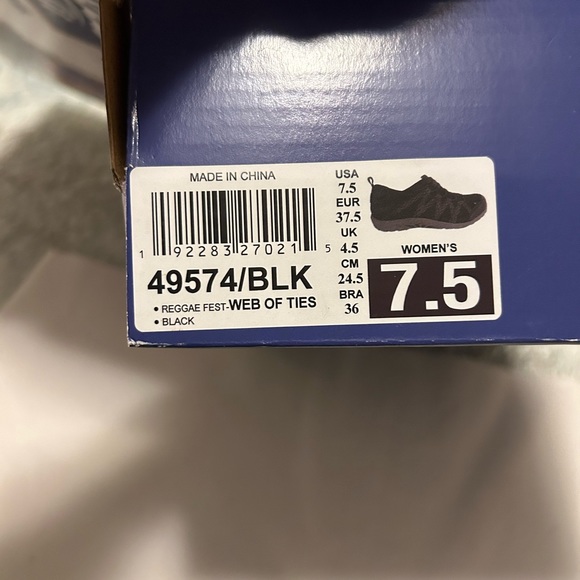 MADE IN CHINA
1 92283 27021 5
49574/BLK
• REGGAE FEST-WEB OF TIES
• BLACK
USA
7.5
EUR
37.5
UK
4.5
CM
24.5
BRA
36
WOMEN'S
7.5